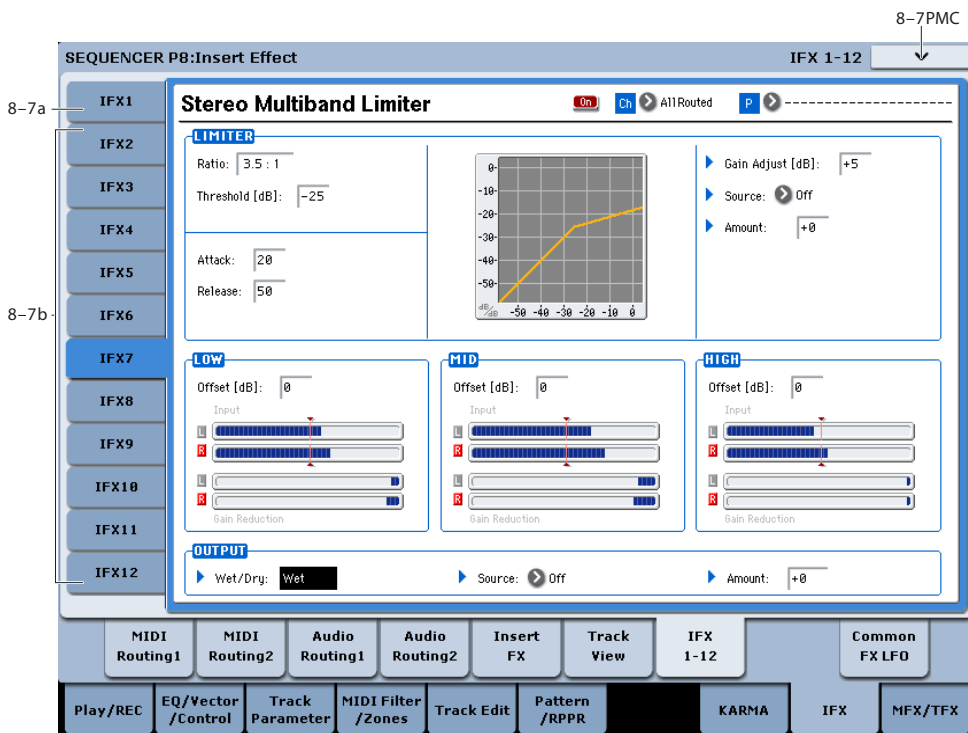 8–7PMC
SEQUENCER P8:Insert Effect IFX 1-12
8–7a
8–7b
IFX1
IFX2
IFX3
IFX4
IFX5
IFX6
IFX7
IFX8
IFX9
IFX10
IFX11
IFX12
Stereo Multiband Limiter On Ch All Routed P --------------------
LIMITER
Ratio: 3.5 : 1
Threshold [dB]: -25
Attack: 20
Release: 50
0-
-10-
-20-
-30-
-40-
-50-
dB/dB -50 -40 -30 -20 -10 0
Gain Adjust [dB]: +5
Source: Off
Amount: +0
LOW
Offset [dB]: 0
Input
L
R
L
R
Gain Reduction
MID
Offset [dB]: 0
Input
L
R
L
R
Gain Reduction
HIGH
Offset [dB]: 0
Input
L
R
L
R
Gain Reduction
OUTPUT
Wet/Dry: Wet Source: Off Amount: +0
MIDI Routing1
MIDI Routing2
Audio Routing1
Audio Routing2
Insert FX
Track View
IFX 1-12
Common FX LFO
Play/REC
EQ/Vector /Control
Track Parameter
MIDI Filter /Zones
Track Edit
Pattern /RPPR
KARMA
IFX
MFX/TFX